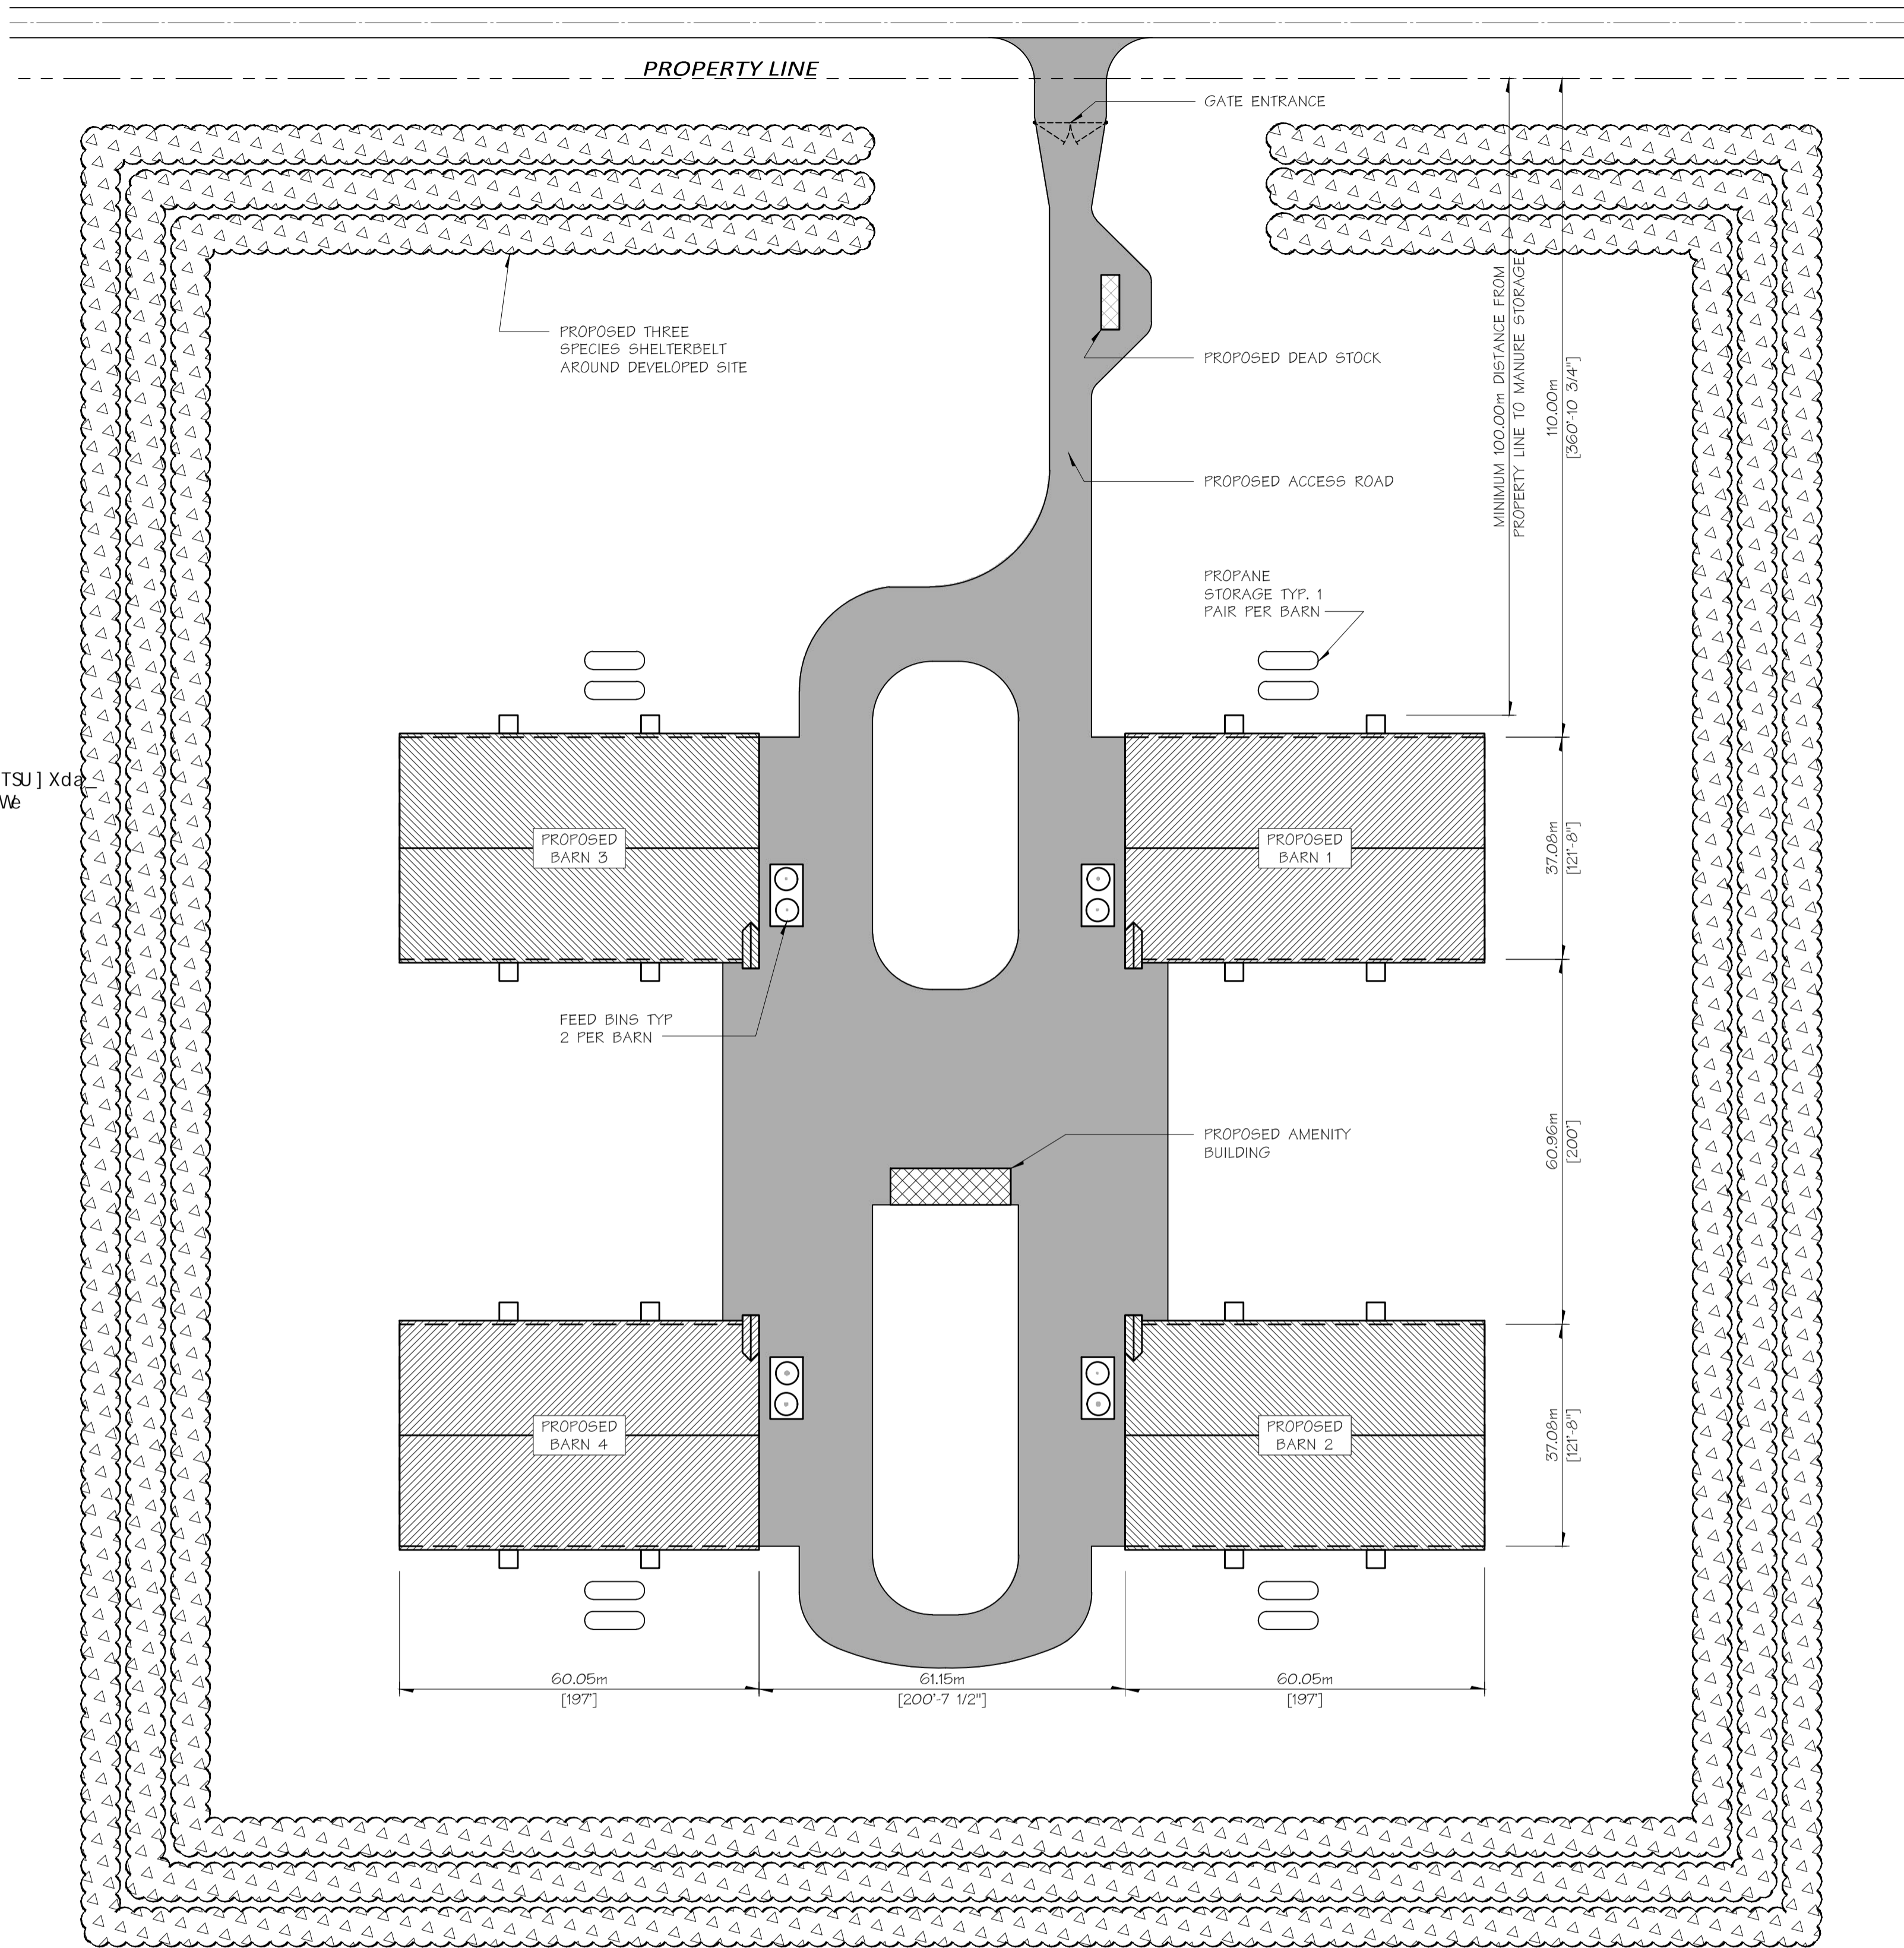 PROPERTY LINE
GATE ENTRANCE
PROPOSED THREE
SPECIES SHELTERBELT
AROUND DEVELOPED SITE
PROPOSED DEAD STOCK
MINIMUM 100.00m DISTANCE FROM
PROPERTY LINE TO MANURE STORAGE
110.00m
[360'-10 3/4"]
PROPOSED ACCESS ROAD
PROPANE
STORAGE TYP. 1
PAIR PER BARN
TSU ] Xda_
We
PROPOSED
BARN 3
PROPOSED
BARN 1
37.08m
[121'-8"]
FEED BINS TYP
2 PER BARN
PROPOSED AMENITY
BUILDING
60.96m
[200']
PROPOSED
BARN 4
PROPOSED
BARN 2
37.08m
[121'-8"]
60.05m
[197']
61.15m
[200'-7 1/2"]
60.05m
[197']